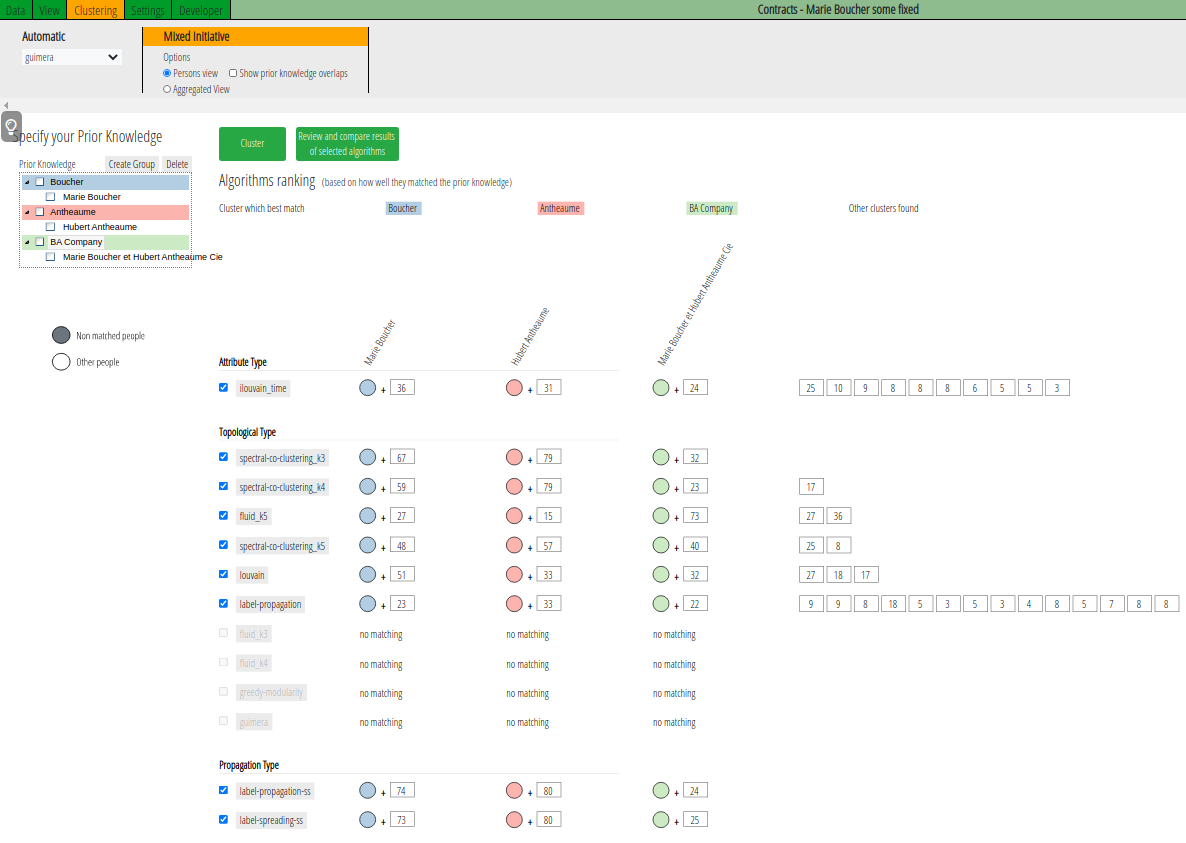 Data View Clustering Settings Developer Contracts - Marie Boucher some fixed
Automatic Mixed Initiative
guimera Options
Persons view Show prior knowledge overlaps
Aggregated View
Specify your Prior Knowledge
Cluster
Review and compare results
of selected algorithms
Prior Knowledge Create Group Delete
Boucher
Marie Boucher
Antheaume
Hubert Antheaume
BA Company
Marie Boucher et Hubert Antheaume Cie
Non matched people
Other people
Algorithms ranking (based on how well they matched the prior knowledge)
Cluster which best match Boucher Antheaume BA Company Other clusters found
Marie Boucher
Hubert Antheaume
Marie Boucher et Hubert Antheaume Cie
Attribute Type
ilouvain_time + 36 + 31 + 24 25 10 9 8 8 8 6 5 5 3
Topological Type
spectral-co-clustering_k3 + 67 + 79 + 32
spectral-co-clustering_k4 + 59 + 79 + 23 17
fluid_k5 + 27 + 15 + 73 27 36
spectral-co-clustering_k5 + 48 + 57 + 40 25 8
louvain + 51 + 33 + 32 27 18 17
label-propagation + 23 + 33 + 22 9 9 8 18 5 3 5 3 4 8 5 7 8 8
fluid_k3 no matching no matching no matching
fluid_k4 no matching no matching no matching
greedy-modularity no matching no matching no matching
guimera no matching no matching no matching
Propagation Type
label-propagation-ss + 74 + 80 + 24
label-spreading-ss + 73 + 80 + 25